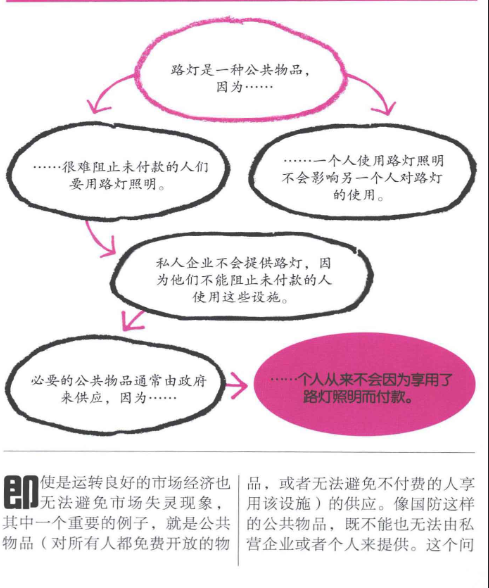 路灯是一种公共物品，
因为……
……很难阻止未付款的人们
要用路灯照明。
……一个人使用路灯照明
不会影响另一个人对路灯
的使用。
私人企业不会提供路灯，因
为他们不能阻止未付款的人
使用这些设施。
必要的公共物品通常由政府
来供应，因为……
……个人从来不会因为享用了
路灯照明而付款。
即使是运转良好的市场经济也
无法避免市场失灵现象，
其中一个重要的例子，就是公共
物品（对所有人都免费开放的物
品，或者无法避免不付费的人享
用该设施）的供应。像国防这样
的公共物品，既不能也无法由私
营企业或者个人来提供。这个问